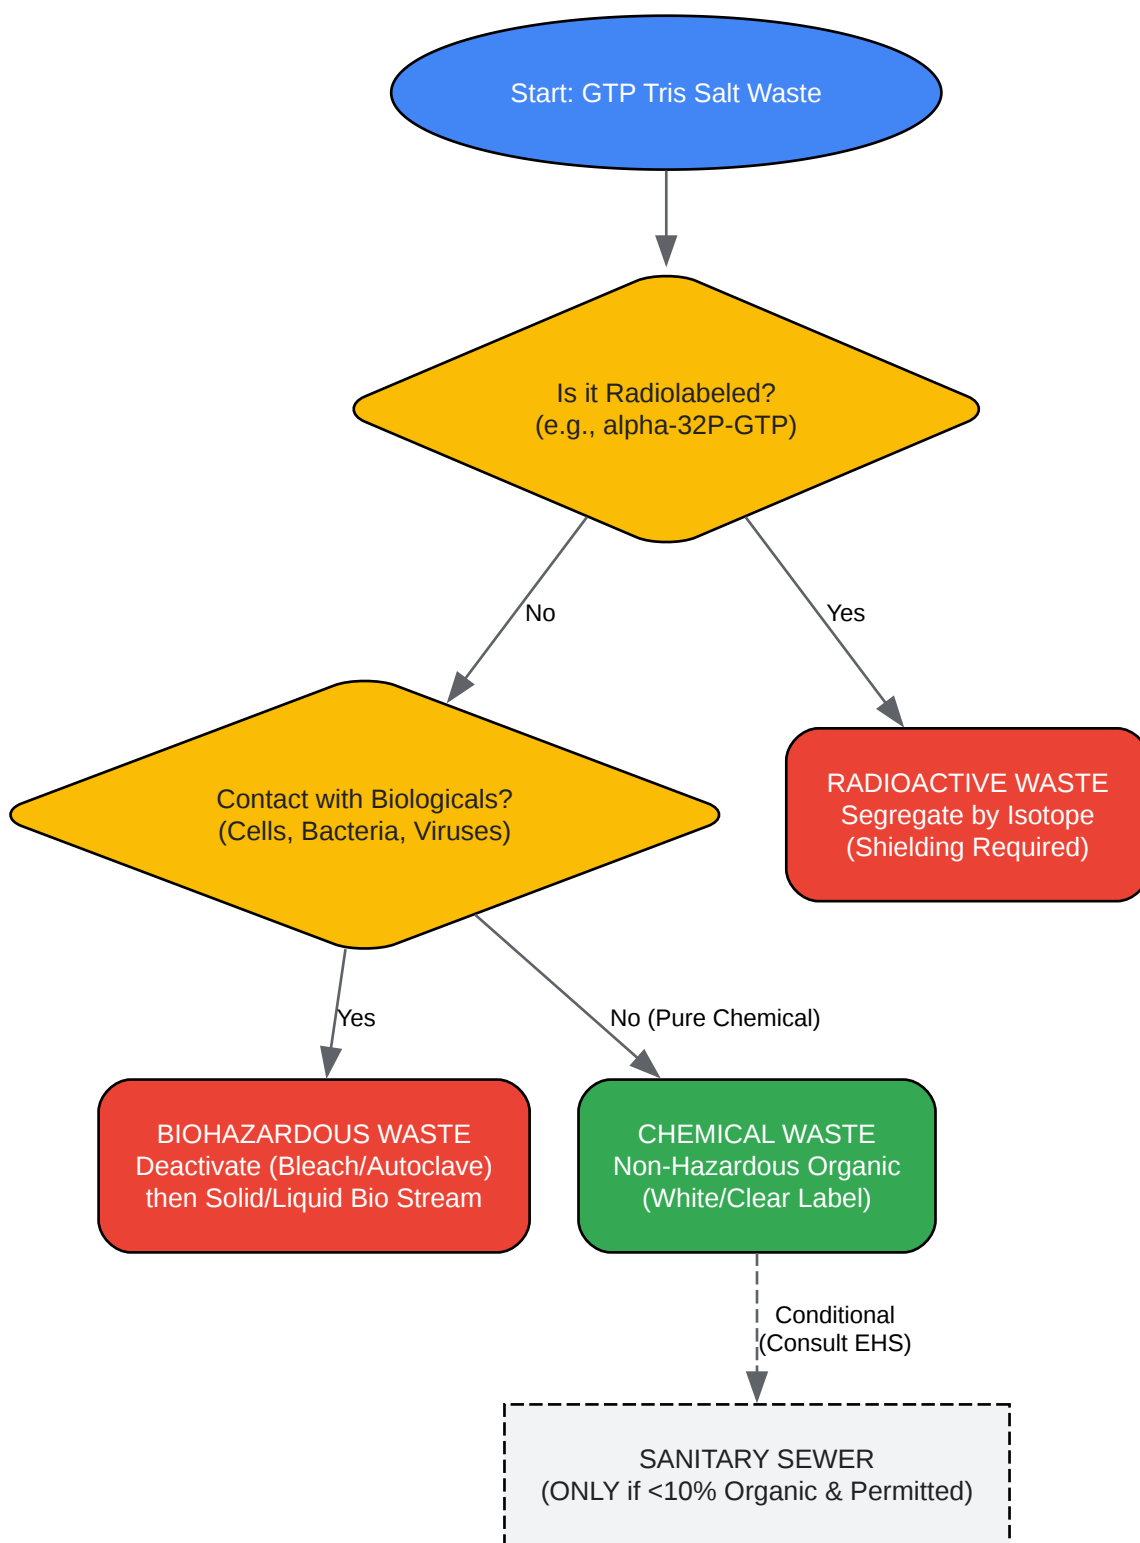 Start: GTP Tris Salt Waste
Is it Radiolabeled?
(e.g., alpha-32P-GTP)
No
Yes
Contact with Biologicals?
(Cells, Bacteria, Viruses)
RADIOACTIVE WASTE
Segregate by Isotope
(Shielding Required)
Yes
No (Pure Chemical)
BIOHAZARDOUS WASTE
Deactivate (Bleach/Autoclave)
then Solid/Liquid Bio Stream
CHEMICAL WASTE
Non-Hazardous Organic
(White/Clear Label)
Conditional
(Consult EHS)
SANITARY SEWER
(ONLY if <10% Organic & Permitted)